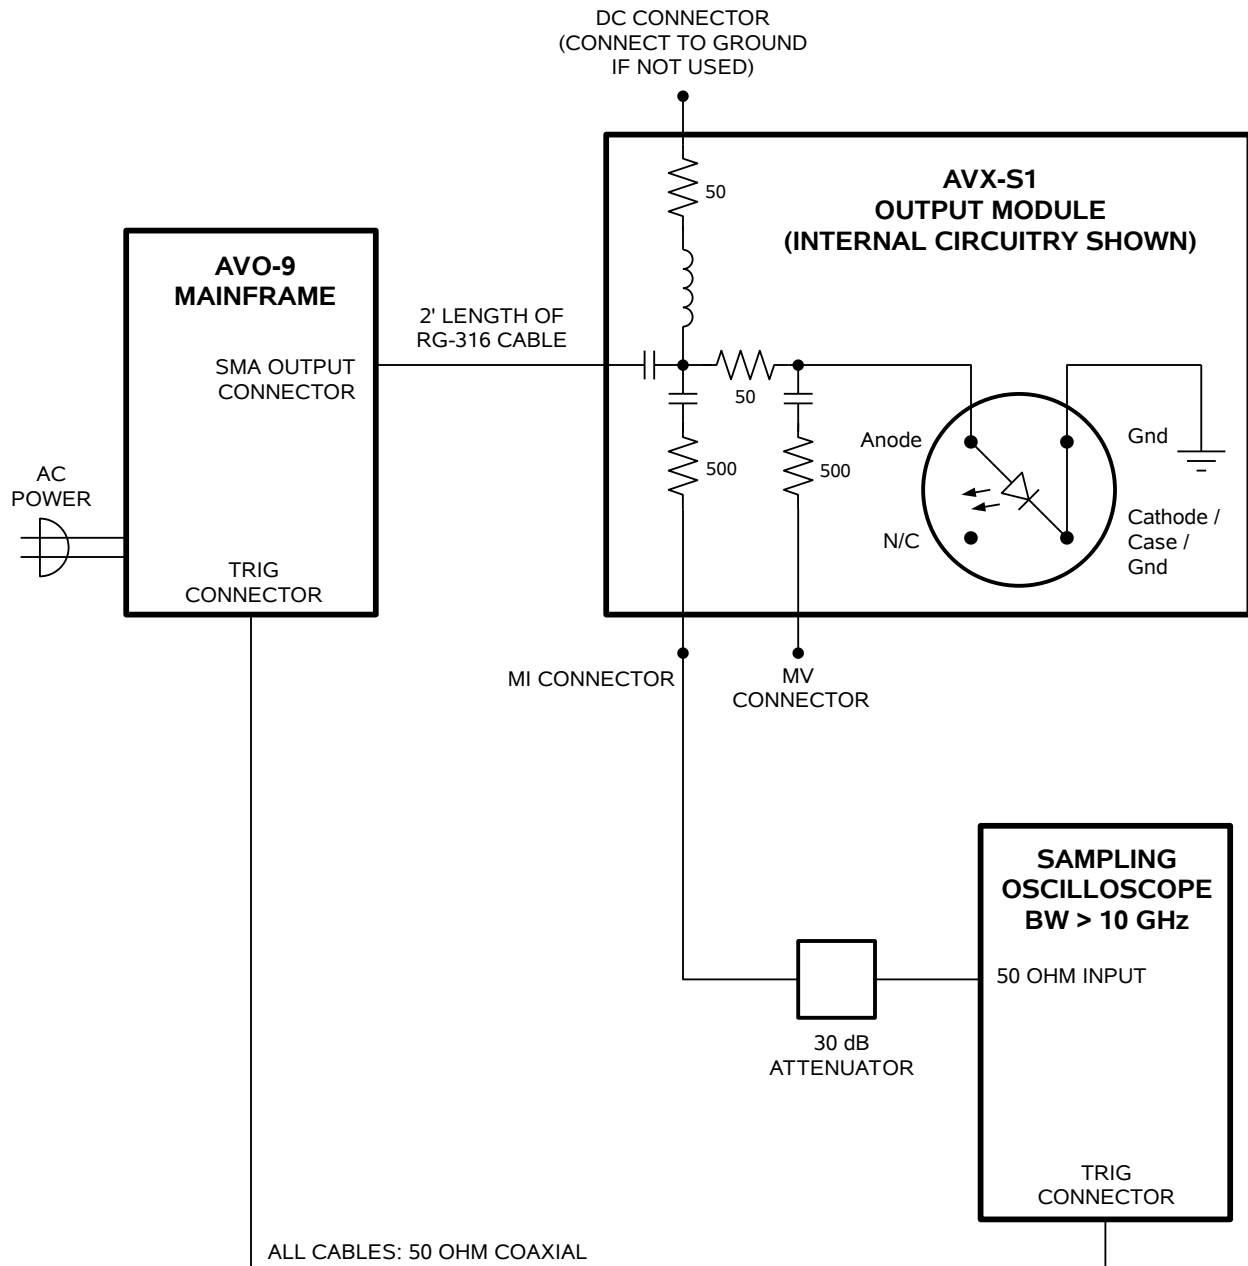 DC CONNECTOR
(CONNECT TO GROUND
IF NOT USED)
AVX-S1
OUTPUT MODULE
(INTERNAL CIRCUITRY SHOWN)
50
AVO-9
MAINFRAME
2' LENGTH OF
RG-316 CABLE
SMA OUTPUT
CONNECTOR
50
Anode
Gnd
500
500
AC
POWER
N/C
Cathode /
Case /
Gnd
TRIG
CONNECTOR
MI CONNECTOR
MV
CONNECTOR
SAMPLING
OSCILLOSCOPE
BW > 10 GHz
50 OHM INPUT
30 dB
ATTENUATOR
TRIG
CONNECTOR
ALL CABLES: 50 OHM COAXIAL